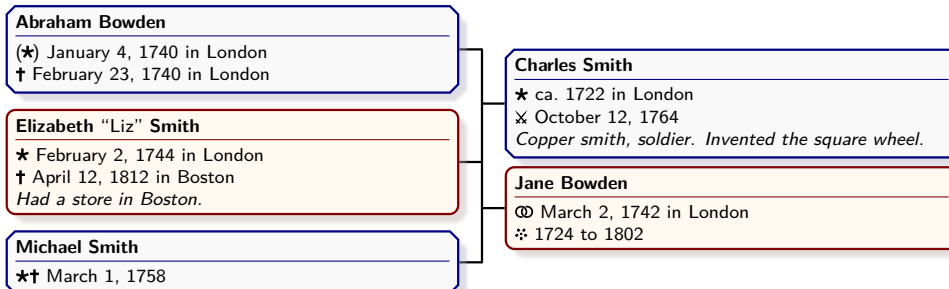 Abraham Bowden
(★) January 4, 1740 in London
† February 23, 1740 in London
Elizabeth “Liz” Smith
★ February 2, 1744 in London
† April 12, 1812 in Boston
Had a store in Boston.
Michael Smith
★† March 1, 1758
Charles Smith
★ ca. 1722 in London
⚔ October 12, 1764
Copper smith, soldier. Invented the square wheel.
Jane Bowden
⚭ March 2, 1742 in London
፨ 1724 to 1802